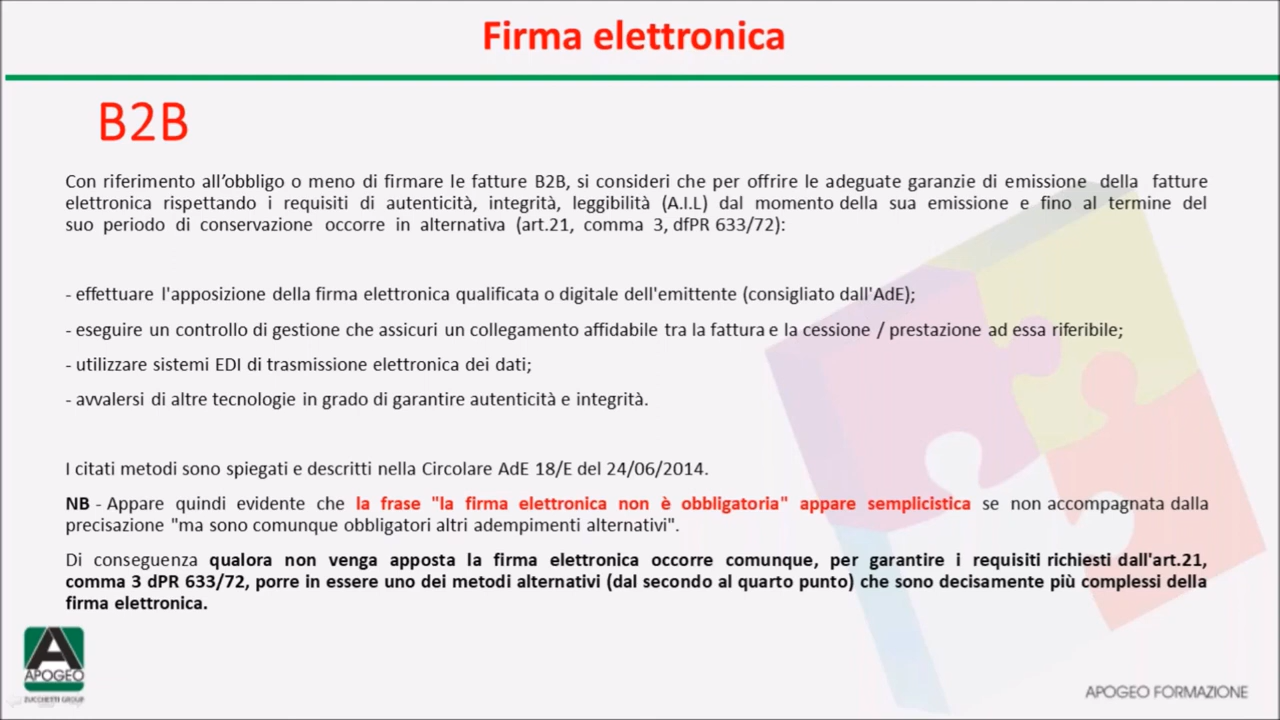 Firma elettronica
B2B
Con riferimento all'obbligo o meno di firmare le fatture B2B, si consideri che per offrire le adeguate garanzie di emissione della fatture
elettronica rispettando i requisiti di autenticità, integrità, leggibilità (A.I.L) dal momento della sua emissione e fino al termine del
suo periodo di conservazione occorre in alternativa (art.21, comma 3, dfPR 633/72):
- effettuare l'apposizione della firma elettronica qualificata o digitale dell'emittente (consigliato dall'AdE);
- eseguire un controllo di gestione che assicuri un collegamento affidabile tra la fattura e la cessione / prestazione ad essa riferibile;
- utilizzare sistemi EDI di trasmissione elettronica dei dati;
- avvalersi di altre tecnologie in grado di garantire autenticità e integrità.
I citati metodi sono spiegati e descritti nella Circolare AdE 18/E del 24/06/2014.
NB - Appare quindi evidente che la frase "la firma elettronica non è obbligatoria" appare semplicistica se non accompagnata dalla
precisazione "ma sono comunque obbligatori altri adempimenti alternativi".
Di conseguenza qualora non venga apposta la firma elettronica occorre comunque, per garantire i requisiti richiesti dall'art.21,
comma 3 dPR 633/72, porre in essere uno dei metodi alternativi (dal secondo al quarto punto) che sono decisamente più complessi della
firma elettronica.
APOGEO
ZUCCHETTI GROUP
APOGEO FORMAZIONE